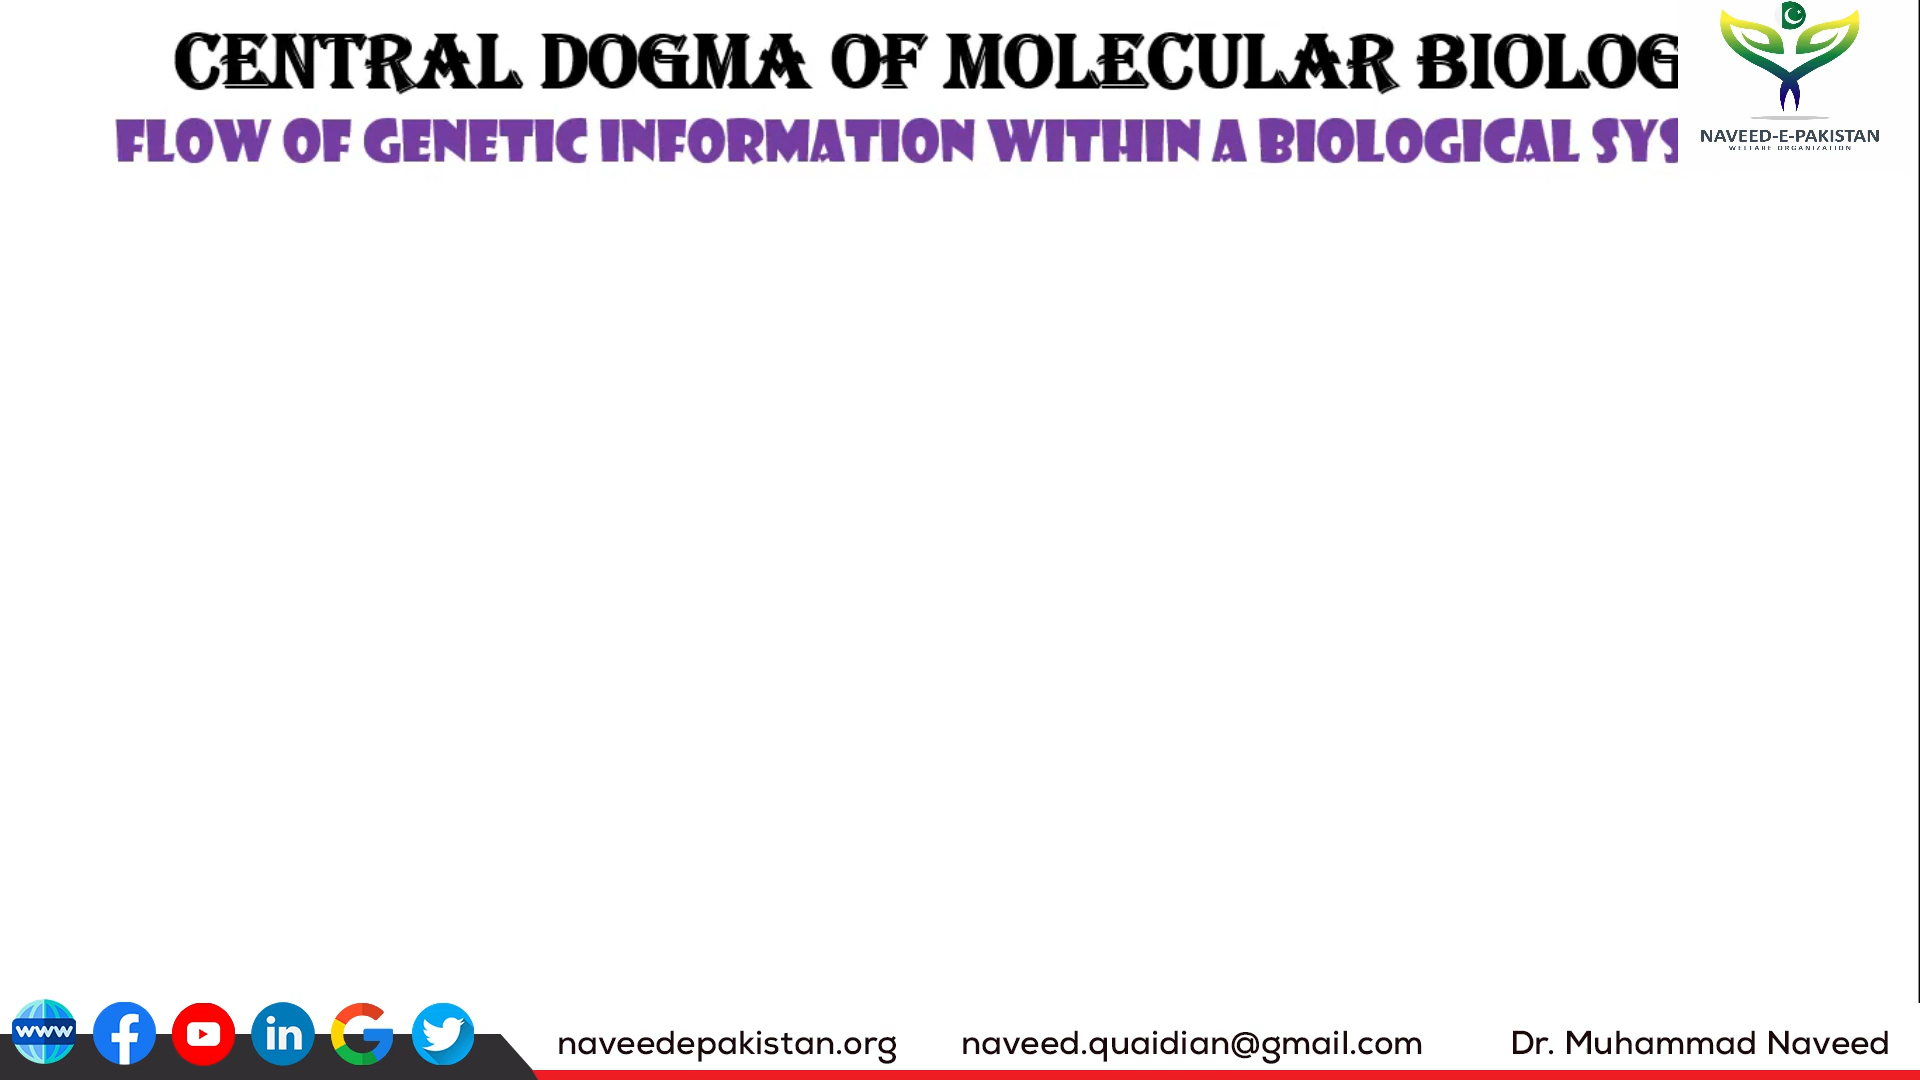 CENTRAL DOGMA OF MOLECULAR BIOLOG
FLOW OF GENETIC INFORMATION WITHIN A BIOLOGICAL SYS
NAVEED-E-PAKISTAN
WELFARE ORGANIZATION
www
naveedepakistan.org naveed.quaidian@gmail.com Dr. Muhammad Naveed